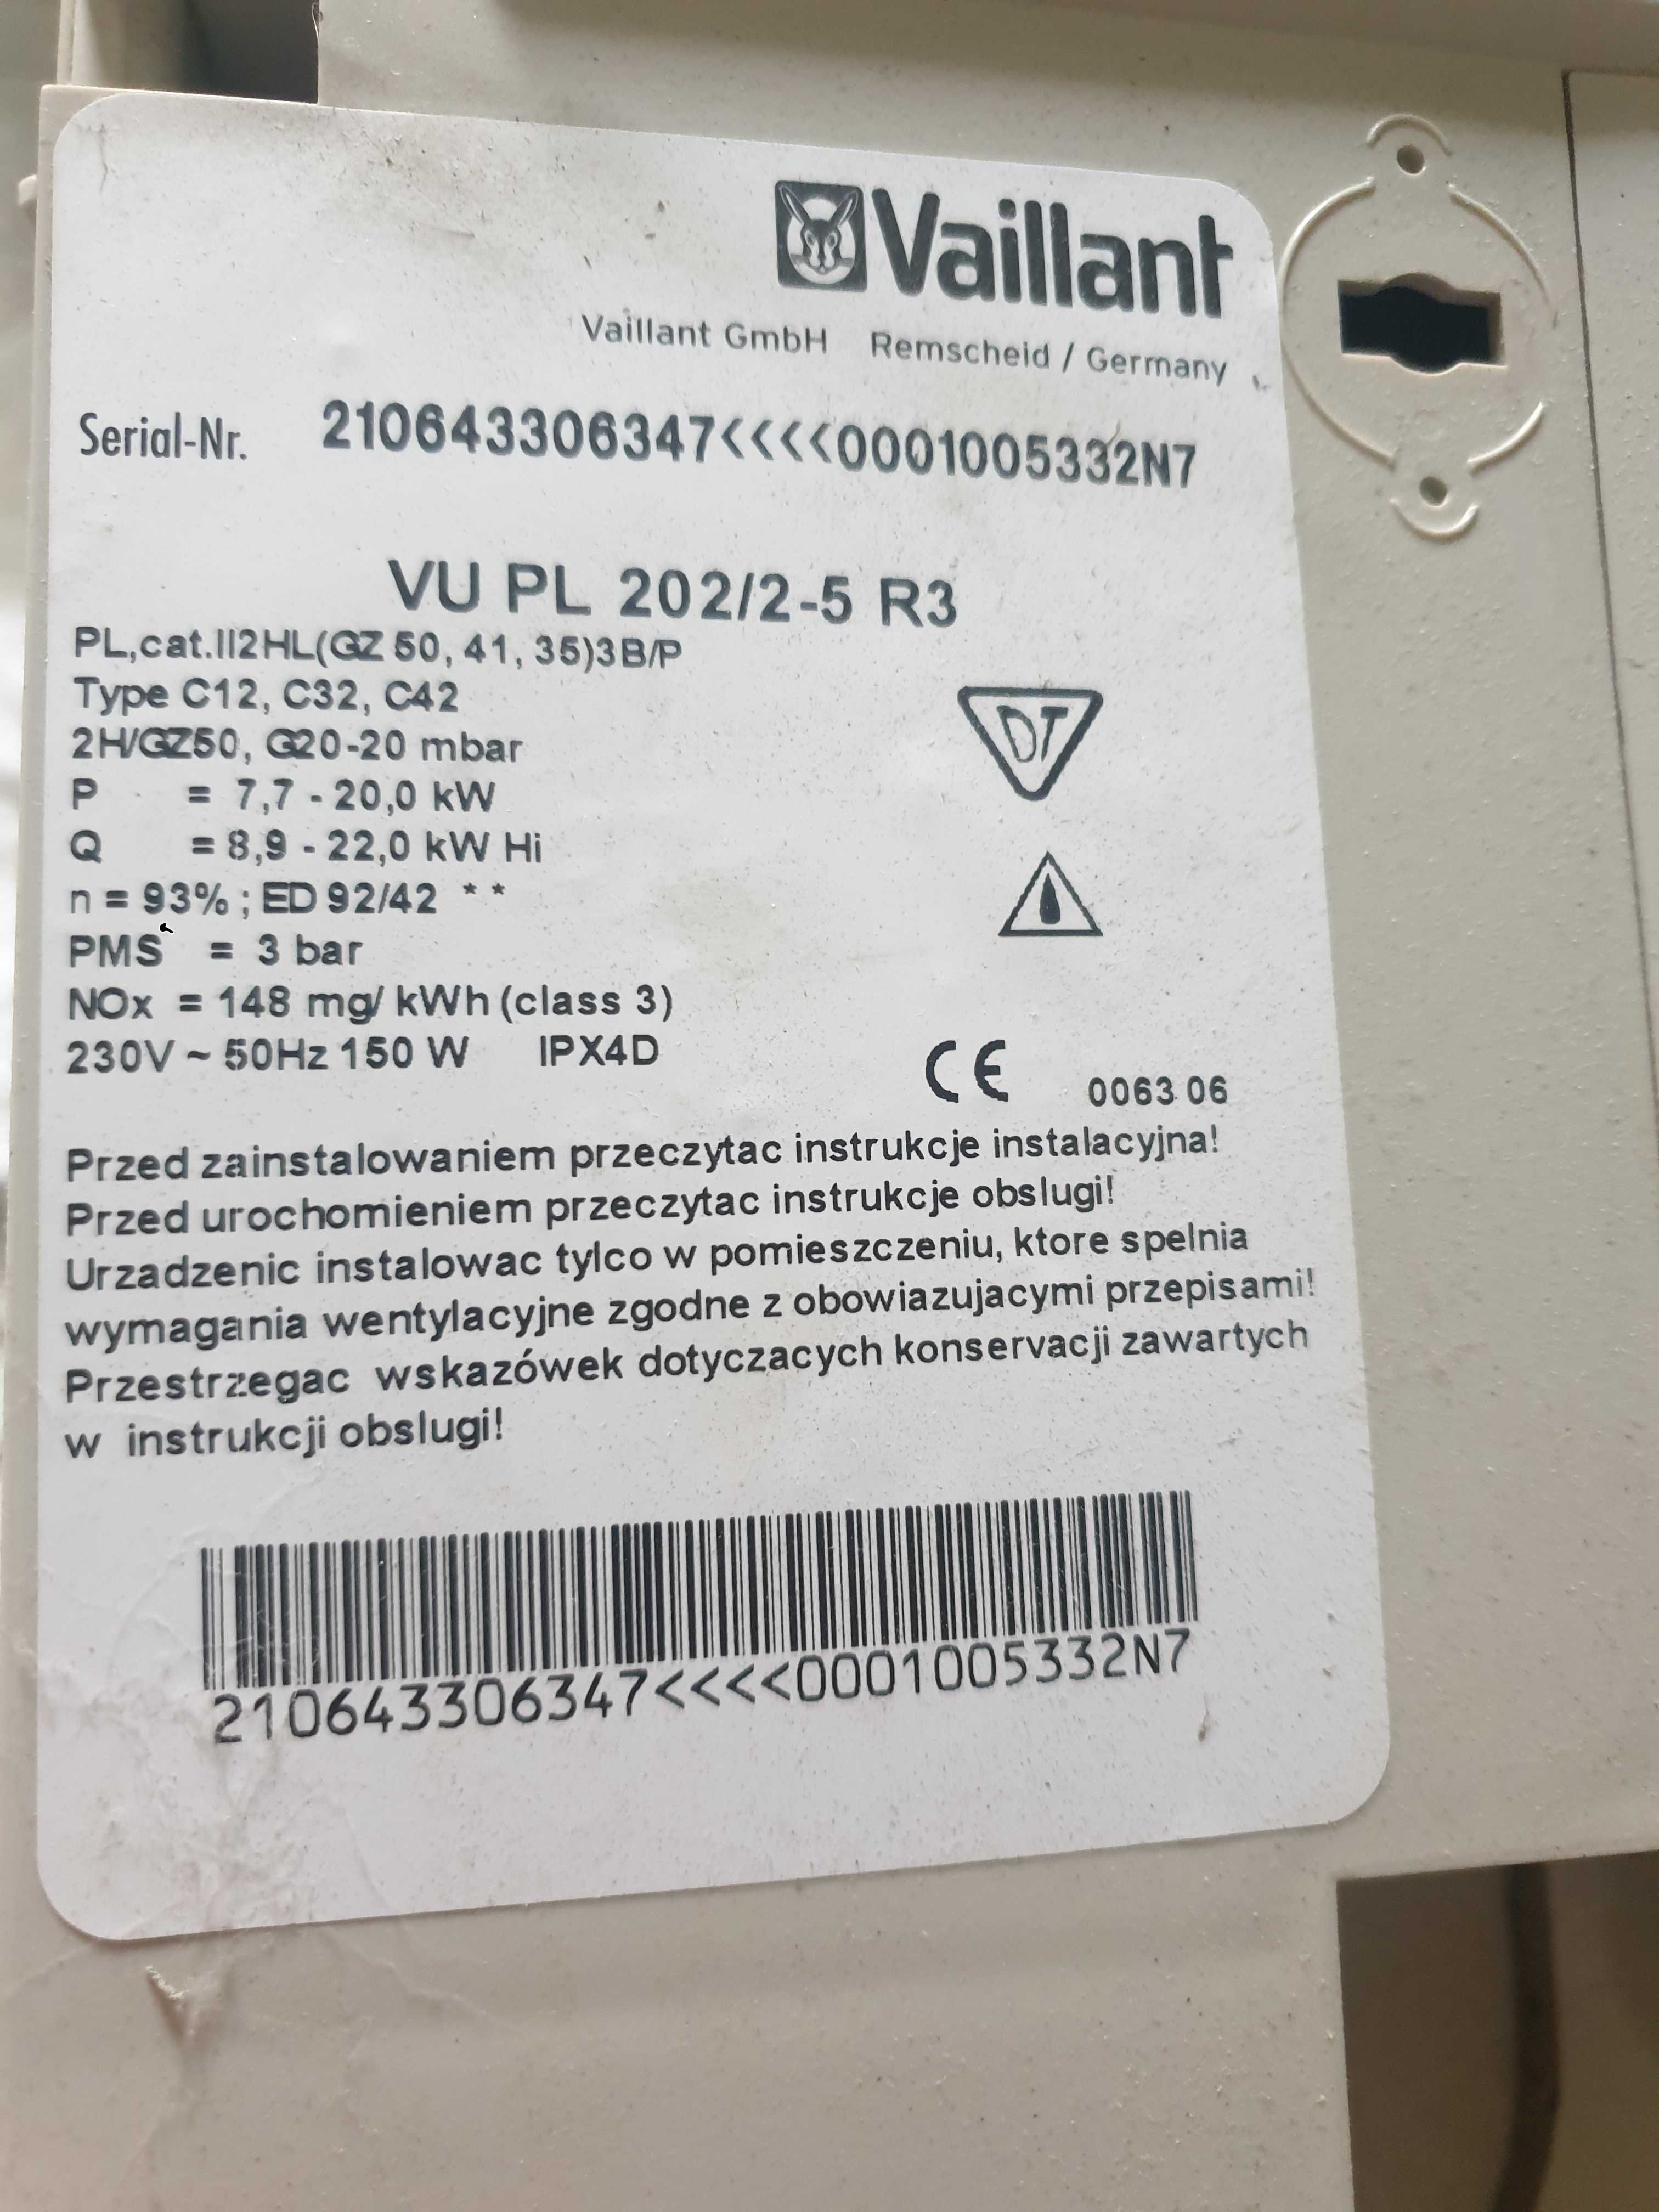 Vaillant
Vaillant GmbH Remscheid / Germany
Serial-Nr. 210643306347<<<<0001005332N7
VU PL 202/2-5 R3
PL,cat.II2HL(GZ 50, 41, 35)3B/P
Type C12, C32, C42
2H/GZ50, G20-20 mbar
DT
P = 7,7 - 20,0 kW
Q = 8,9 - 22,0 kW Hi
n = 93% ; ED 92/42 * *
PMS = 3 bar
NOx = 148 mg/ kWh (class 3)
230V ~ 50Hz 150 W IPX4D
CE 0063 06
Przed zainstalowaniem przeczytac instrukcje instalacyjna!
Przed urochomieniem przeczytac instrukcje obslugi!
Urzadzenic instalowac tylco w pomieszczeniu, ktore spelnia
wymagania wentylacyjne zgodne z obowiazujacymi przepisami!
Przestrzegac wskazówek dotyczacych konservacji zawartych
w instrukcji obslugi!
210643306347<<<<0001005332N7